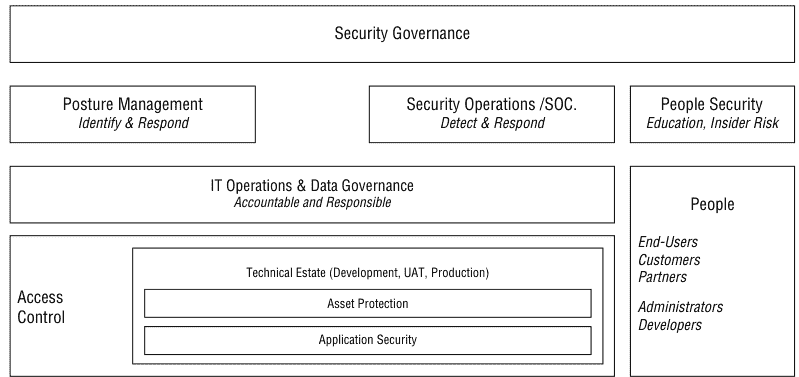 Security Governance
Posture Management
Identify & Respond
Security Operations /SOC.
Detect & Respond
People Security
Education, Insider Risk
IT Operations & Data Governance
Accountable and Responsible
Access
Control
Technical Estate (Development, UAT, Production)
Asset Protection
Application Security
People
End-Users
Customers
Partners
Administrators
Developers